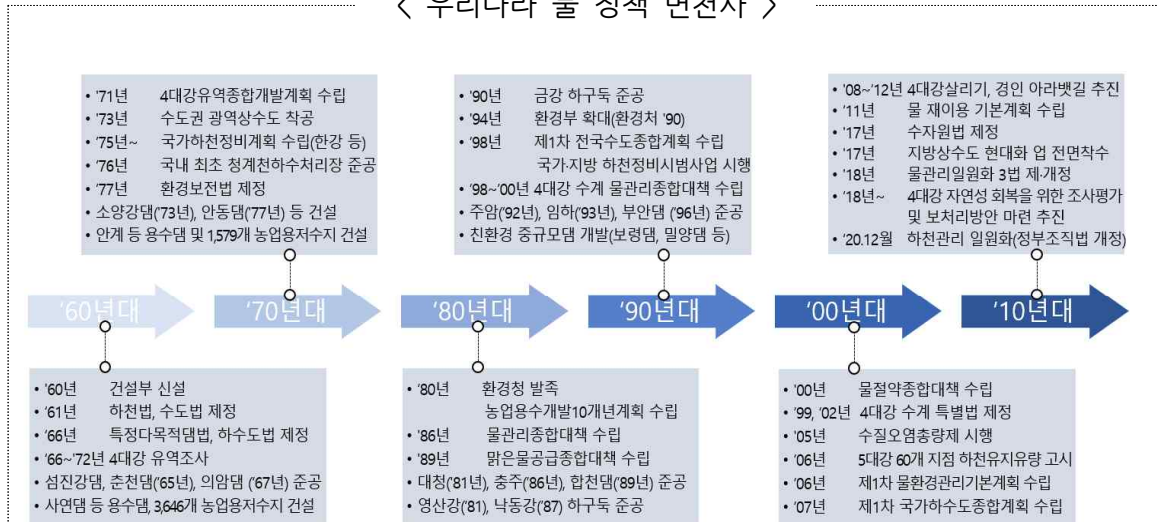 < 우리나라 물 정책 변천사 >
• '71년 4대강유역종합개발계획 수립
• '73년 수도권 광역상수도 착공
• '75년~ 국가하천정비계획 수립(한강 등)
• '76년 국내 최초 청계천하수처리장 준공
• '77년 환경보전법 제정
• 소양강댐('73년), 안동댐('77년) 등 건설
• 안계 등 용수댐 및 1,579개 농업용저수지 건설
• '90년 금강 하구둑 준공
• '94년 환경부 확대(환경처 '90)
• '98년 제1차 전국수도종합계획 수립
국가·지방 하천정비시범사업 시행
• '98~'00년 4대강 수계 물관리종합대책 수립
• 주암('92년), 임하('93년), 부안댐 ('96년) 준공
• 친환경 중규모댐 개발(보령댐, 밀양댐 등)
• '08~'12년 4대강살리기, 경인 아라뱃길 추진
• '11년 물 재이용 기본계획 수립
• '17년 수자원법 제정
• '17년 지방상수도 현대화 업 전면착수
• '18년 물관리일원화 3법 제·개정
• '18년~ 4대강 자연성 회복을 위한 조사평가
및 보처리방안 마련 추진
• '20.12월 하천관리 일원화(정부조직법 개정)
'60년대 '70년대 '80년대 '90년대 '00년대 '10년대
• '60년 건설부 신설
• '61년 하천법, 수도법 제정
• '66년 특정다목적댐법, 하수도법 제정
• '66~'72년 4대강 유역조사
• 섬진강댐, 춘천댐('65년), 의암댐 ('67년) 준공
• 사연댐 등 용수댐, 3,646개 농업용저수지 건설
• '80년 환경청 발족
농업용수개발10개년계획 수립
• '86년 물관리종합대책 수립
• '89년 맑은물공급종합대책 수립
• 대청('81년), 충주('86년), 합천댐('89년) 준공
• 영산강('81), 낙동강('87) 하구둑 준공
• '00년 물절약종합대책 수립
• '99, '02년 4대강 수계 특별법 제정
• '05년 수질오염총량제 시행
• '06년 5대강 60개 지점 하천유지유량 고시
• '06년 제1차 물환경관리기본계획 수립
• '07년 제1차 국가하수도종합계획 수립